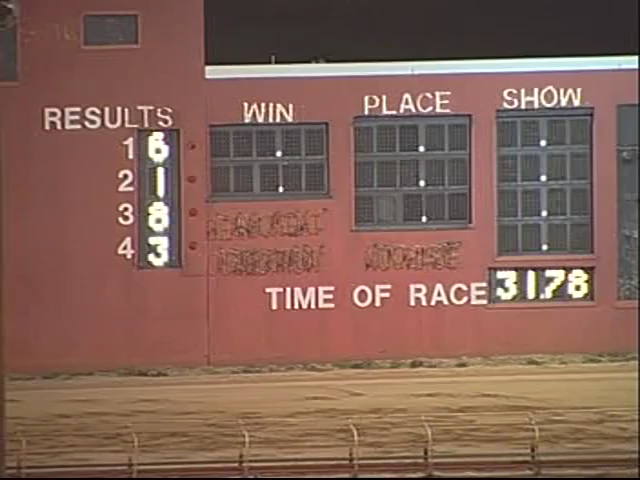 WIN PLACE SHOW
RESULTS
1 6
2 1
3 8
4 3
TIME OF RACE 31.78